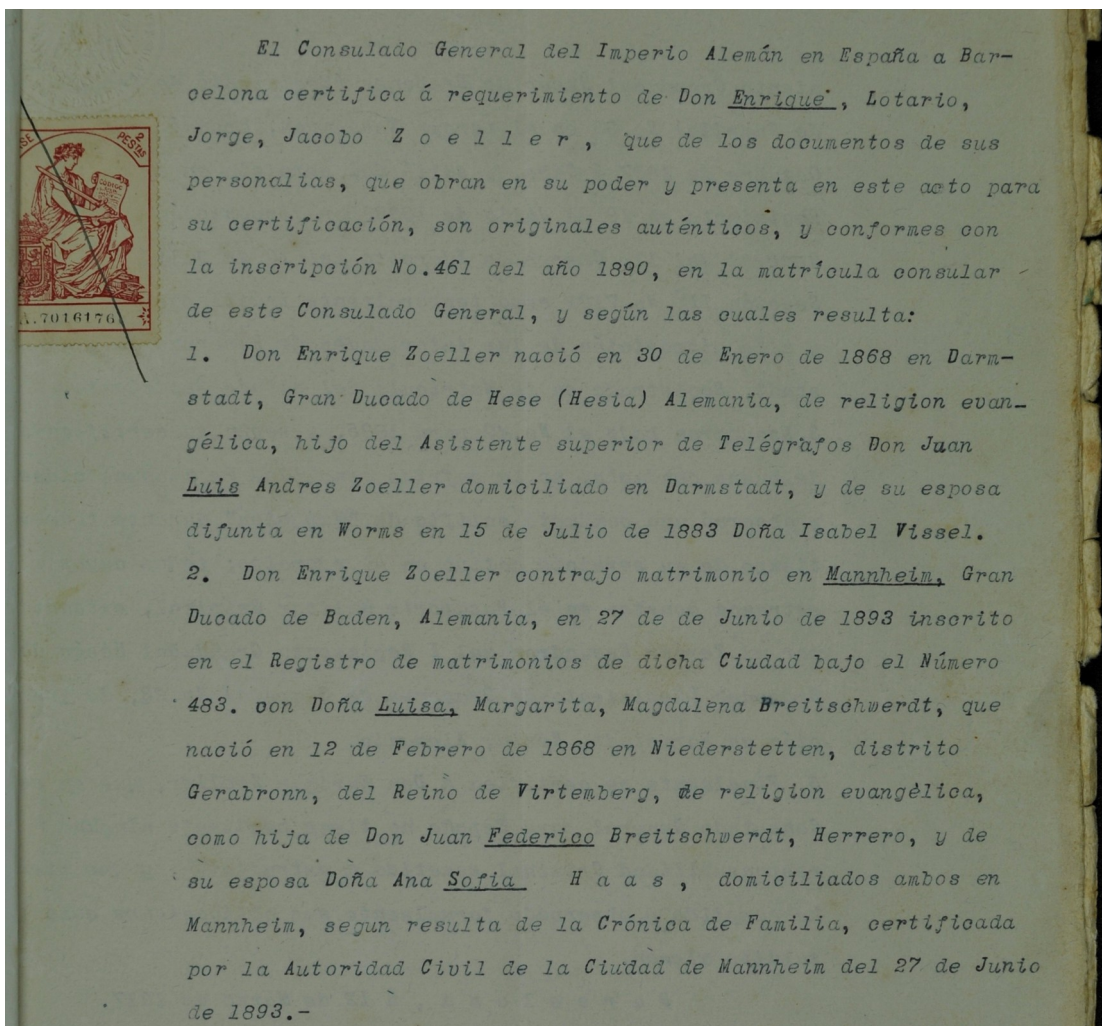 El Consulado General del Imperio Alemán en España a Bar-
celona certifica á requerimiento de Don Enrique , Lotario,
Jorge, Jacobo Z o e l l e r , que de los documentos de sus
personalias, que obran en su poder y presenta en este acto para
su certificación, son originales auténticos, y conformes con
la inscripción No.461 del año 1890, en la matrícula consular
de este Consulado General, y según las cuales resulta:
1. Don Enrique Zoeller nació en 30 de Enero de 1868 en Darm-
stadt, Gran Ducado de Hese (Hesia) Alemania, de religion evan-
gélica, hijo del Asistente superior de Telégrafos Don Juan
Luis Andres Zoeller domiciliado en Darmstadt, y de su esposa
difunta en Worms en 15 de Julio de 1883 Doña Isabel Vissel.
2. Don Enrique Zoeller contrajo matrimonio en Mannheim, Gran
Ducado de Baden, Alemania, en 27 de de Junio de 1893 inscrito
en el Registro de matrimonios de dicha Ciudad bajo el Número
483. con Doña Luisa, Margarita, Magdalena Breitschwerdt, que
nació en 12 de Febrero de 1868 en Niederstetten, distrito
Gerabronn, del Reino de Virtemberg, de religion evangèlica,
como hija de Don Juan Federico Breitschwerdt, Herrero, y de
su esposa Doña Ana Sofia H a a s , domiciliados ambos en
Mannheim, segun resulta de la Crónica de Familia, certificada
por la Autoridad Civil de la Ciudad de Mannheim del 27 de Junio
de 1893.-
2
PESTAS
A.7016176